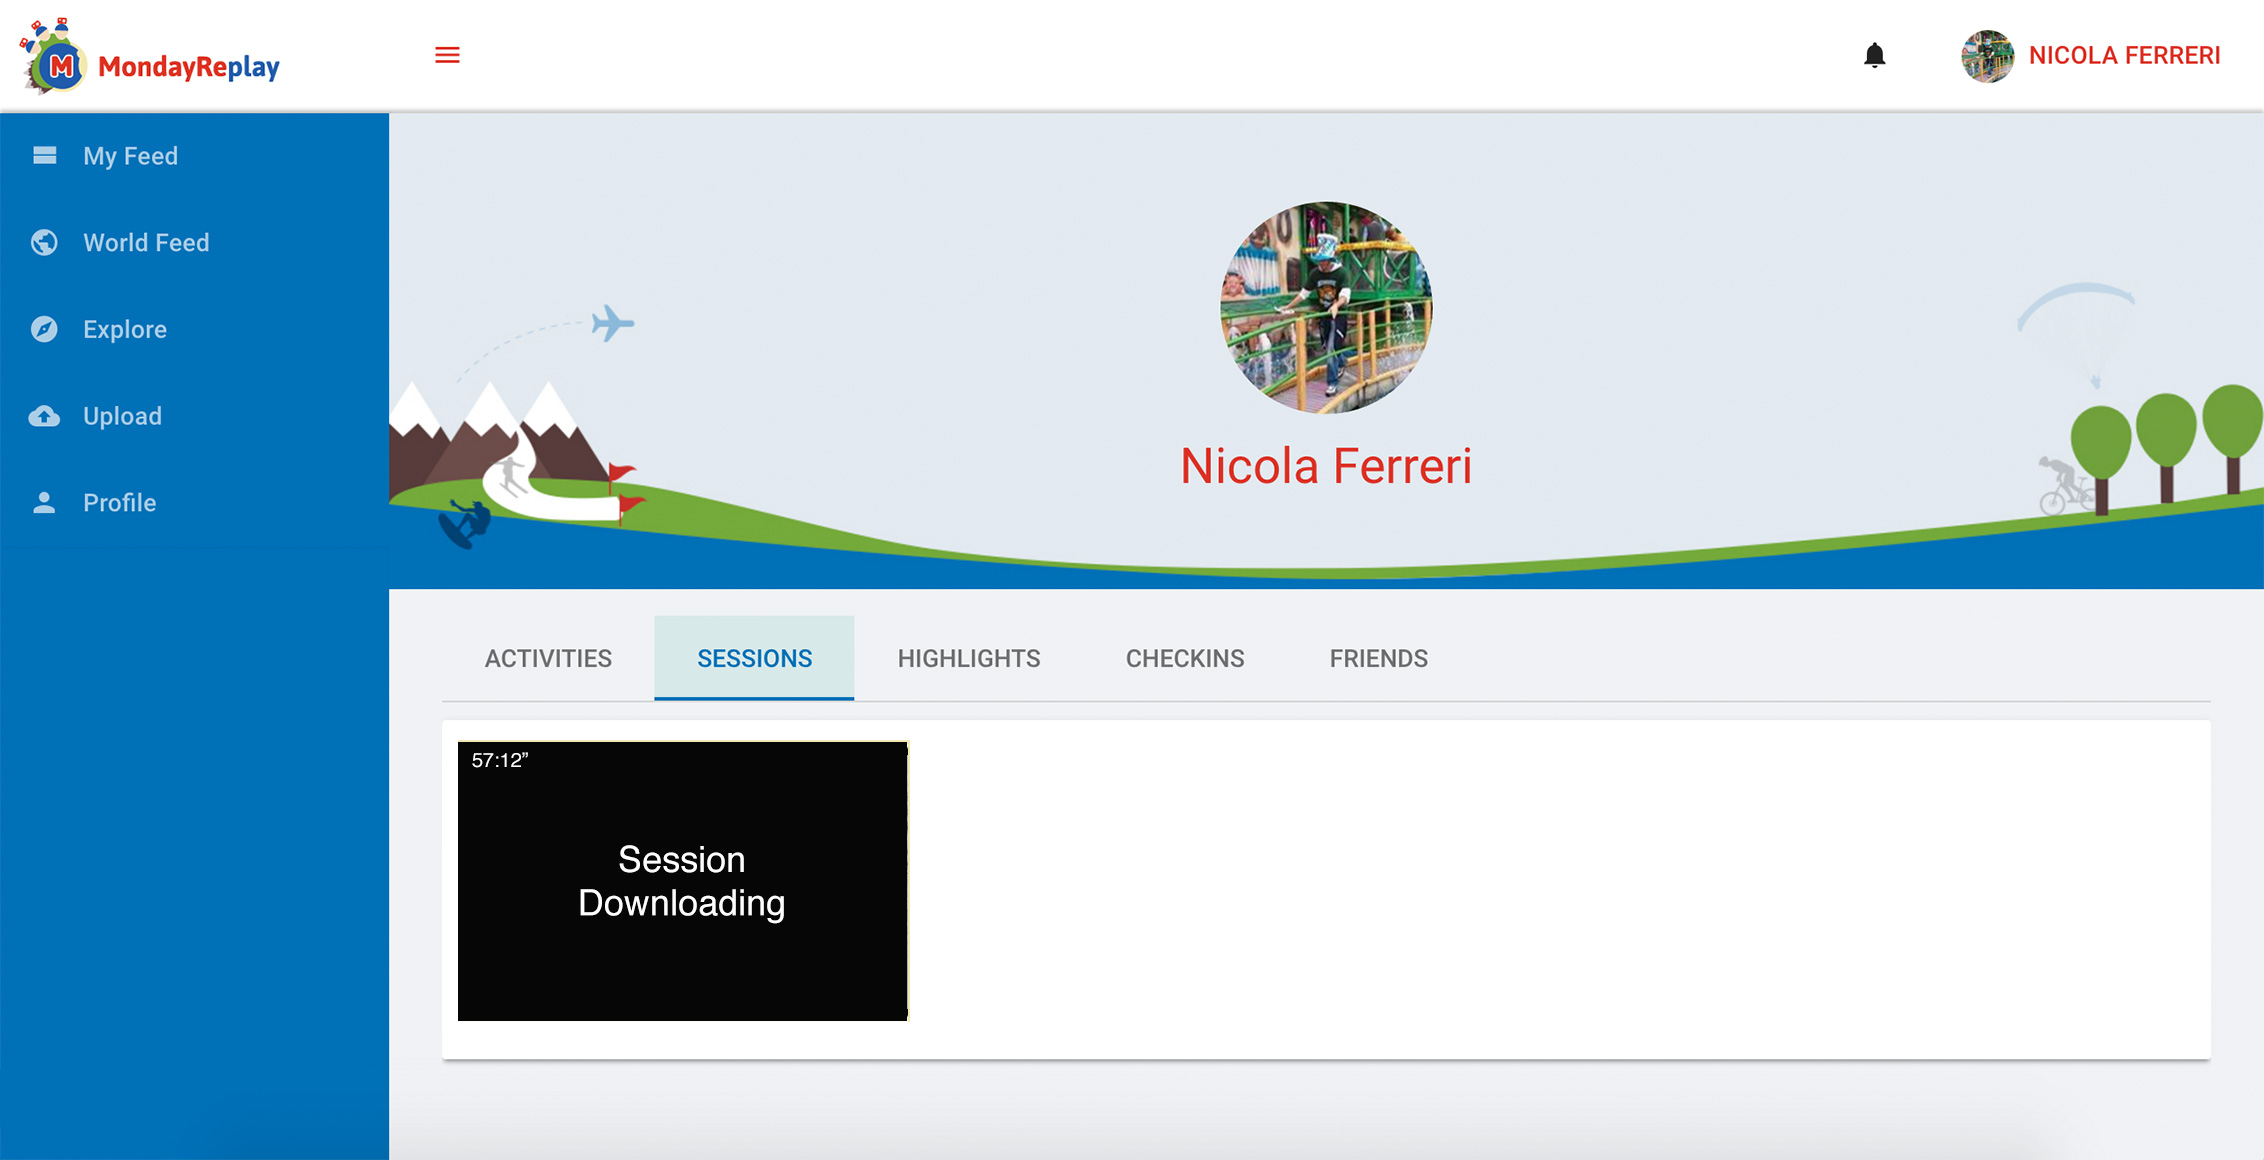 M MondayReplay
NICOLA FERRERI
My Feed
World Feed
Explore
Upload
Profile
Nicola Ferreri
ACTIVITIES SESSIONS HIGHLIGHTS CHECKINS FRIENDS
57:12”
Session
Downloading